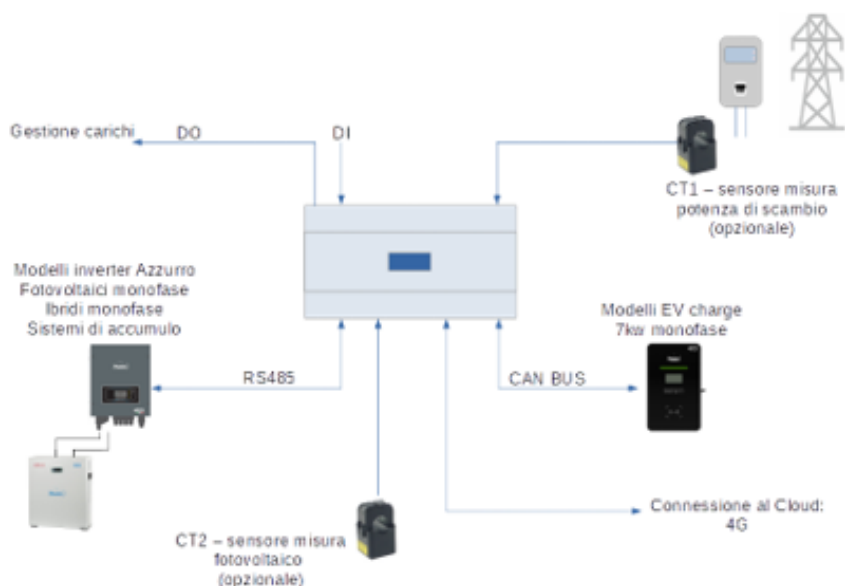 Gestione carichi
DO
DI
CT1 – sensore misura
potenza di scambio
(opzionale)
Modelli inverter Azzurro
Fotovoltaici monofase
Ibridi monofase
Sistemi di accumulo
Modelli EV charge
7kw monofase
RS485
CAN BUS
CT2 – sensore misura
fotovoltaico
(opzionale)
Connessione al Cloud:
4G